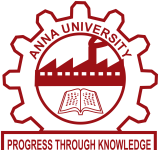 ANNA UNIVERSITY
PROGRESS THROUGH KNOWLEDGE